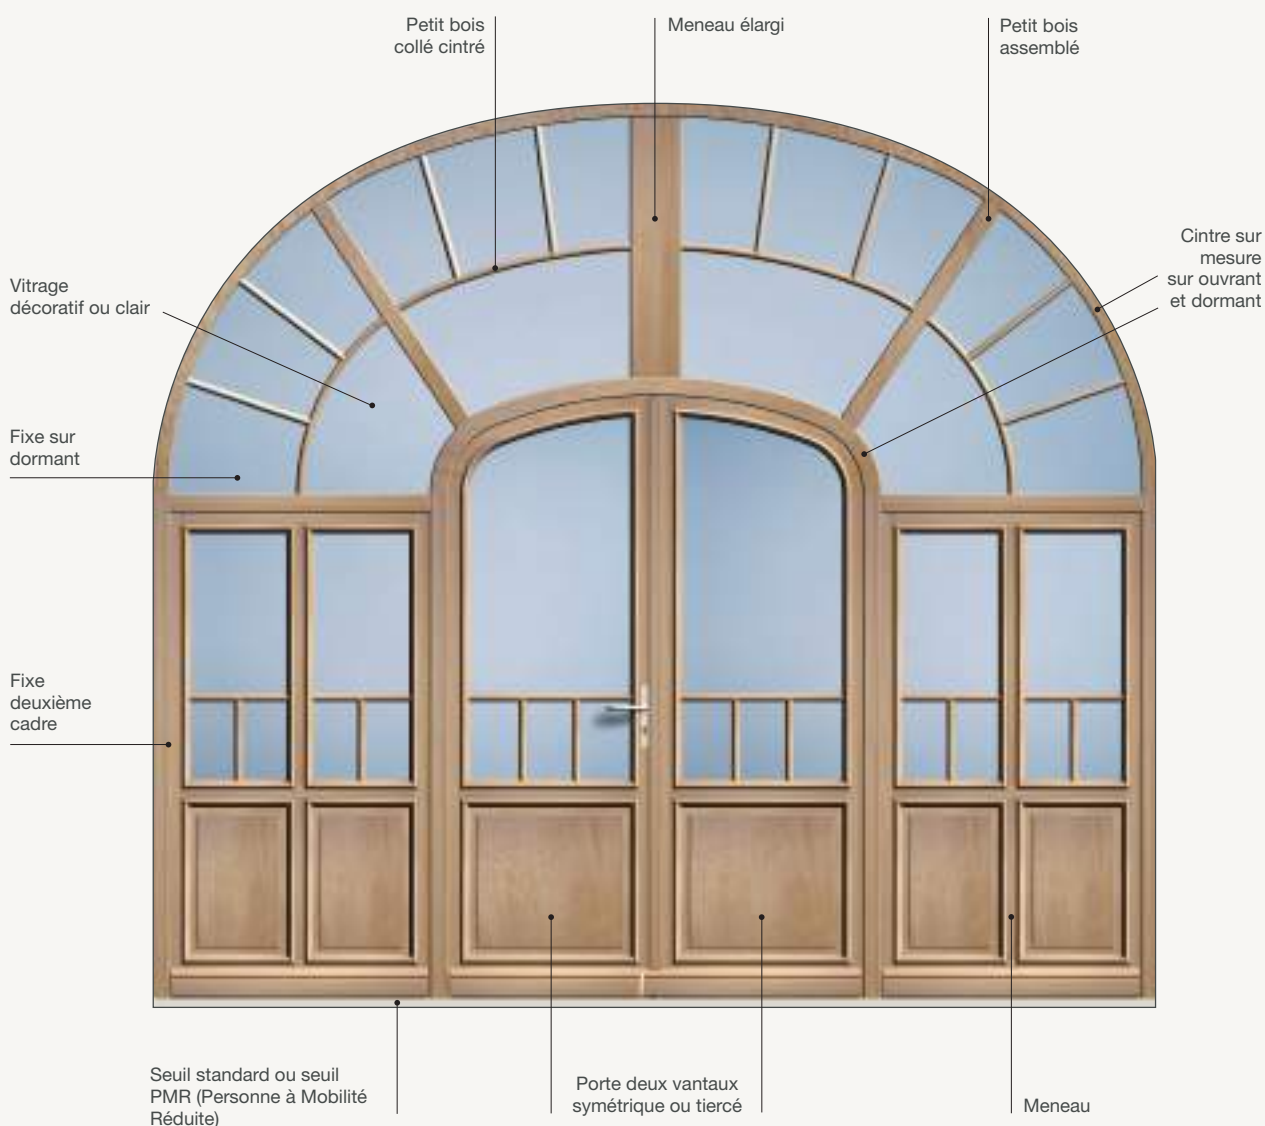 Petit bois
collé cintré
Meneau élargi
Petit bois
assemblé
Cintre sur
mesure
sur ouvrant
et dormant
Vitrage
décoratif ou clair
Fixe sur
dormant
Fixe
deuxième
cadre
Seuil standard ou seuil
PMR (Personne à Mobilité
Réduite)
Porte deux vantaux
symétrique ou tiercé
Meneau